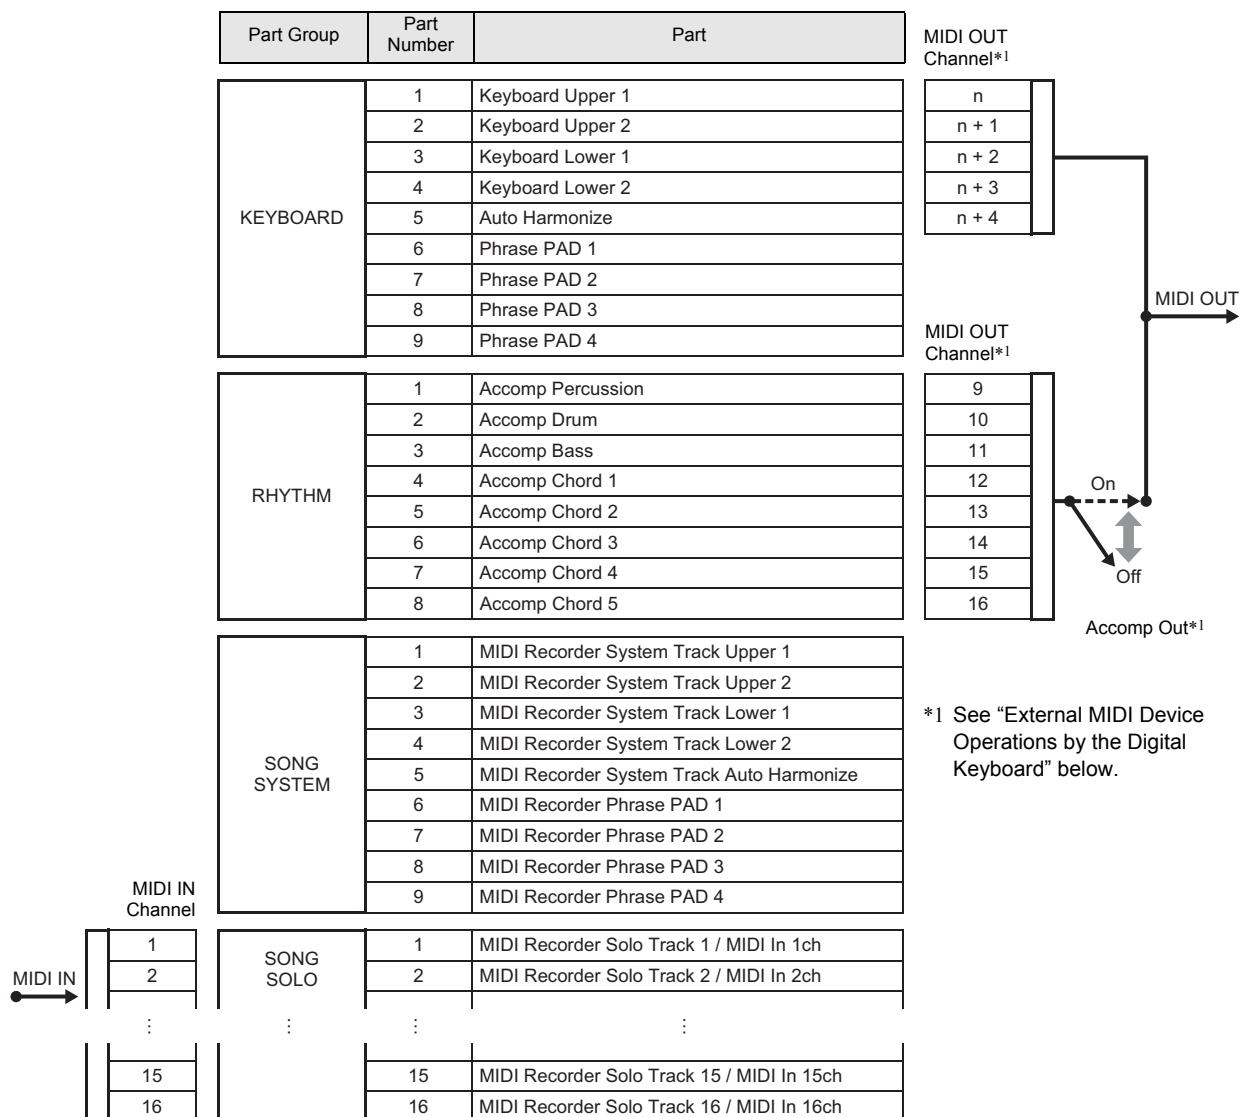 Part Group Part Number Part
MIDI OUT
Channel*1
KEYBOARD
1 Keyboard Upper 1 n
2 Keyboard Upper 2 n + 1
3 Keyboard Lower 1 n + 2
4 Keyboard Lower 2 n + 3
5 Auto Harmonize n + 4
6 Phrase PAD 1
7 Phrase PAD 2
8 Phrase PAD 3
9 Phrase PAD 4
MIDI OUT
MIDI OUT
Channel*1
RHYTHM
1 Accomp Percussion 9
2 Accomp Drum 10
3 Accomp Bass 11
4 Accomp Chord 1 12
5 Accomp Chord 2 13
6 Accomp Chord 3 14
7 Accomp Chord 4 15
8 Accomp Chord 5 16
On
Off
Accomp Out*1
SONG
SYSTEM
1 MIDI Recorder System Track Upper 1
2 MIDI Recorder System Track Upper 2
3 MIDI Recorder System Track Lower 1
4 MIDI Recorder System Track Lower 2
5 MIDI Recorder System Track Auto Harmonize
6 MIDI Recorder Phrase PAD 1
7 MIDI Recorder Phrase PAD 2
8 MIDI Recorder Phrase PAD 3
9 MIDI Recorder Phrase PAD 4
*1 See “External MIDI Device
Operations by the Digital
Keyboard” below.
MIDI IN
Channel
MIDI IN
SONG
SOLO
1 1 MIDI Recorder Solo Track 1 / MIDI In 1ch
2 2 MIDI Recorder Solo Track 2 / MIDI In 2ch
⋮ ⋮ ⋮ ⋮
15 15 MIDI Recorder Solo Track 15 / MIDI In 15ch
16 16 MIDI Recorder Solo Track 16 / MIDI In 16ch